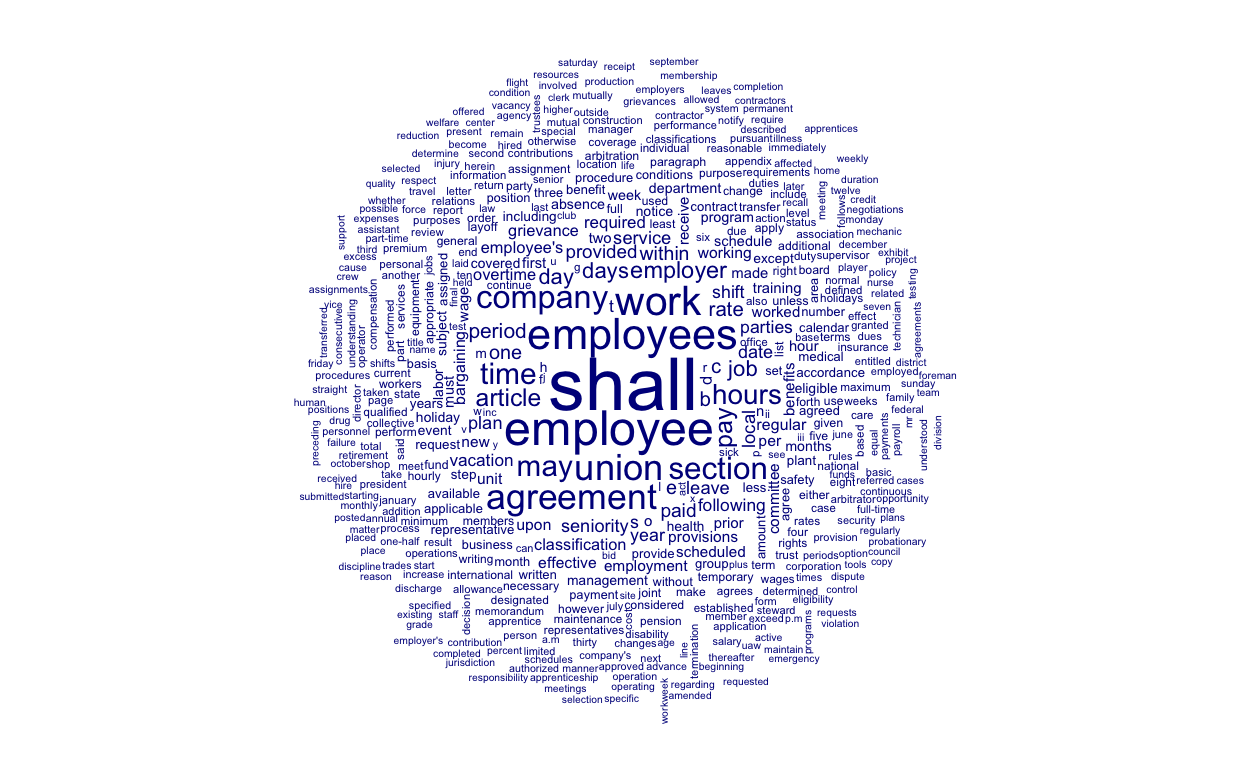 saturday receipt september
resources membership
flight involved production
condition employers leaves completion
vacancy clerk mutually grievances allowed contractors
offered agency trustees higher outside system permanent
welfare center mutual construction contractor notify require
reduction present remain special manager performance described apprentices
become hired otherwise coverage classifications pursuant illness
determine second contributions arbitration individual reasonable immediately
selected injury herein assignment location life paragraph appendix affected weekly
information procedure conditions purpose requirements home
quality respect senior department duties later duration
travel letter return party three benefit week change include twelve
whether relations position last absence full used contract transfer recall meeting credit
possible force report law notice receive program action level follows negotiations
support expenses purposes order including club required least due apply status monday
assistant review layoff grievance two service six schedule association mechanic
part-time general employee's provided within working additional december
third premium end covered first u except duty supervisor exhibit
excess personal jobs laid g days employer made right board player project
cause another ten overtime day training normal policy
crew assigned held continue shift area defined nurse testing
assignments services equipment appropriate subject final wage company t work also unless holidays related
vice compensation rate worked number seven
transferred consecutive understanding performed test employees parties calendar effect technician agreements
operator part title period office base terms granted dues
name m one date list hour insurance
friday shifts basis bargaining h r c job set medical entitled district
procedures current labor must time fl shall d benefits accordance employed foreman
straight workers eligible maximum sunday
human taken state article b hours forth use weeks family team
positions director page years w inc n ii agreed care federal
drug qualified holiday plan employee pay local regular given mr
personnel collective perform event v iii five june based equal payments payroll understood division
preceding failure total said request new y sick p per months
retirement see rules
october shop meet fund vacation may union section plant national
received take hourly step unit act committee safety funds basic
hire president l e leave less agree eight referred cases
submitted starting january available agreement x either arbitrator continuous opportunity
monthly addition applicable paid following case full-time
posted annual minimum members upon seniority s o health prior amount rates security plans
matter process representative year provisions four provision regularly
placed one-half result business can classification rights probationary
place operations bid provide scheduled trust periods option council
discipline trades start writing month effective employment group plus term corporation tools copy
reason increase international written management without temporary wages times dispute
discharge allowance necessary payment site joint make agrees determined control
specified designated considered form eligibility
existing staff decision memorandum however july cost established steward requests
grade apprentice maintenance pension member exceed p.m programs violation
representatives disability application
employer's contribution person a.m thirty changes age line termination salary active
completed percent limited company's uaw maintain
jurisdiction schedules next thereafter emergency
authorized manner approved advance beginning
responsibility apprenticeship operation
meetings operating workweek regarding requested
selection specific amended